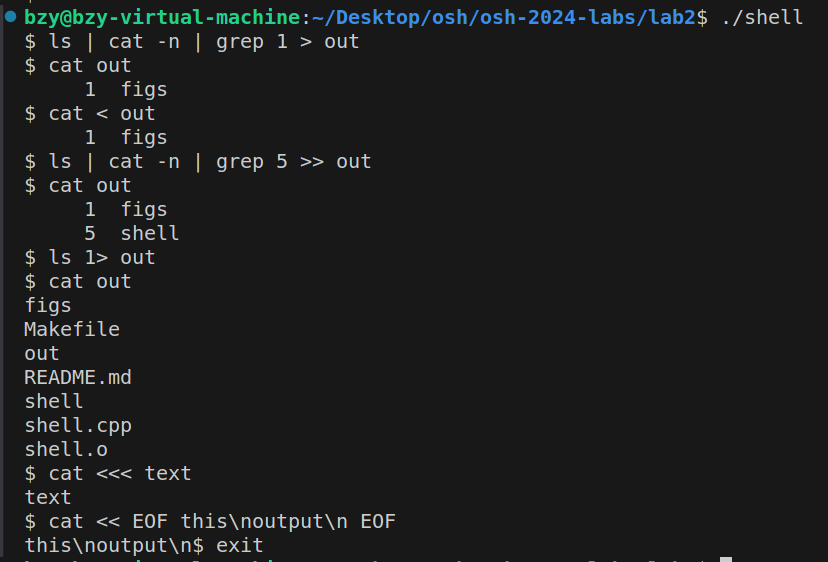 bzy@bzy-virtual-machine:~/Desktop/osh/osh-2024-labs/lab2$ ./shell
$ ls | cat -n | grep 1 > out
$ cat out
     1  figs
$ cat < out
     1  figs
$ ls | cat -n | grep 5 >> out
$ cat out
     1  figs
     5  shell
$ ls 1> out
$ cat out
figs
Makefile
out
README.md
shell
shell.cpp
shell.o
$ cat <<< text
text
$ cat << EOF this\noutput\n EOF
this\noutput\n$ exit